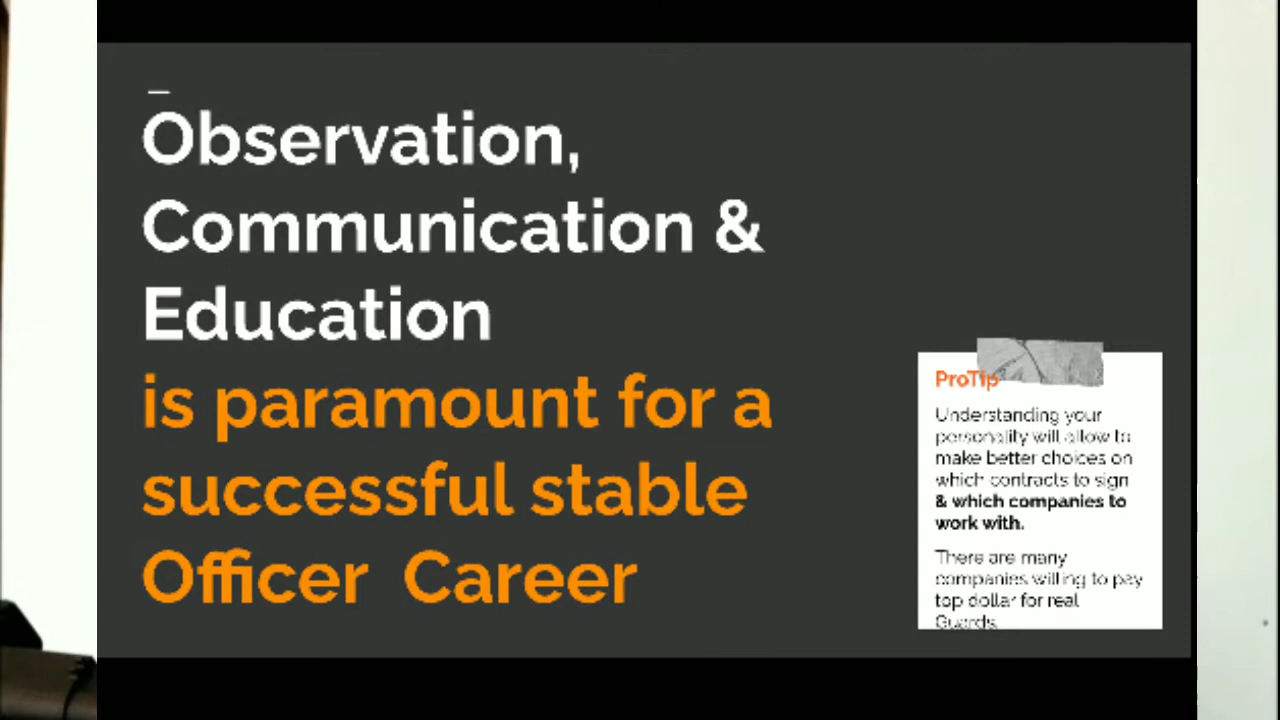 Observation,
Communication &
Education
is paramount for a
successful stable
Officer Career
ProTip
Understanding your
personality will allow to
make better choices on
which contracts to sign
& which companies to
work with.
There are many
companies willing to pay
top dollar for real
Guards.